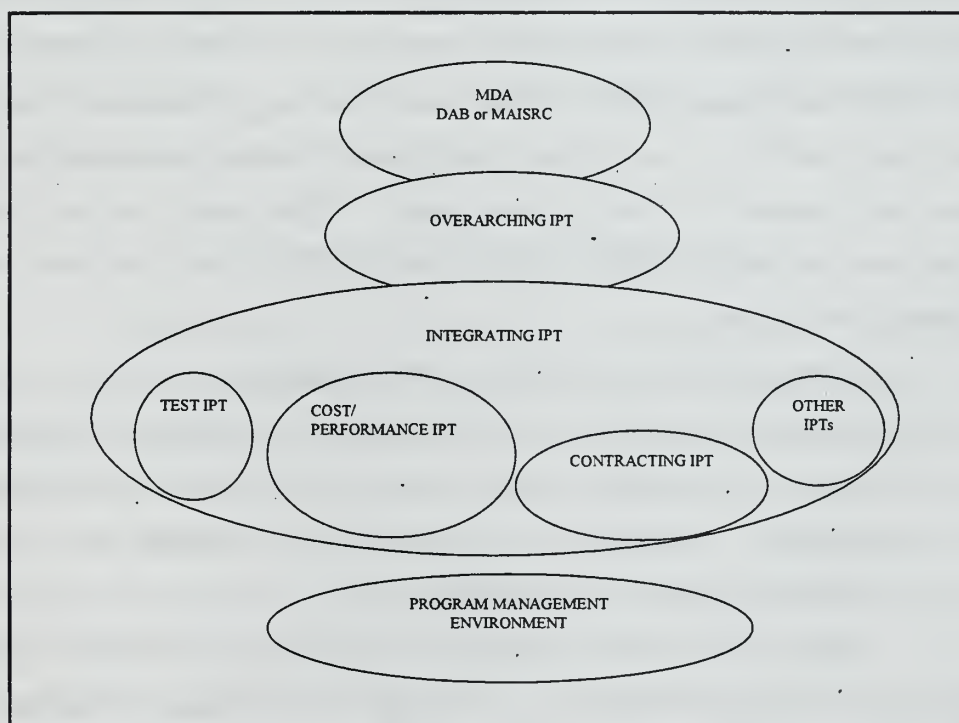 MDA
DAB or MAISRC
OVERARCHING IPT
INTEGRATING IPT
TEST IPT
COST/
PERFORMANCE IPT
CONTRACTING IPT
OTHER
IPTs
PROGRAM MANAGEMENT
ENVIRONMENT